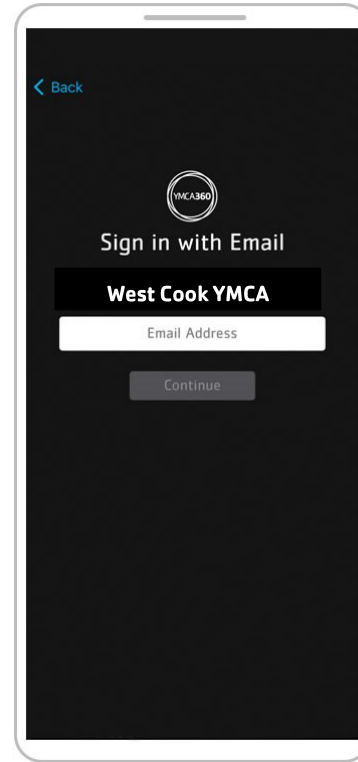 Back
YMCA360
Sign in with Email
West Cook YMCA
Email Address
Continue